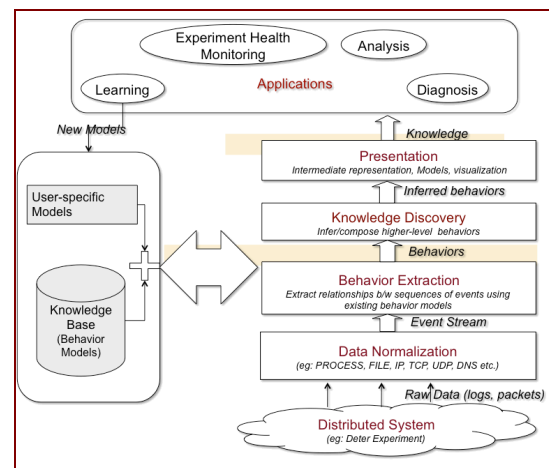 Experiment Health
Monitoring
Analysis
Learning
Applications
Diagnosis
New Models
Knowledge
Presentation
Intermediate representation, Models, visualization
Inferred behaviors
User-specific
Models
Knowledge Discovery
Infer/compose higher-level behaviors
Behaviors
Behavior Extraction
Extract relationships b/w sequences of events using
existing behavior models
Knowledge
Base
(Behavior
Models)
Event Stream
Data Normalization
(eg: PROCESS, FILE, IP, TCP, UDP, DNS etc.)
Raw Data (logs, packets)
Distributed System
(eg: Deter Experiment)